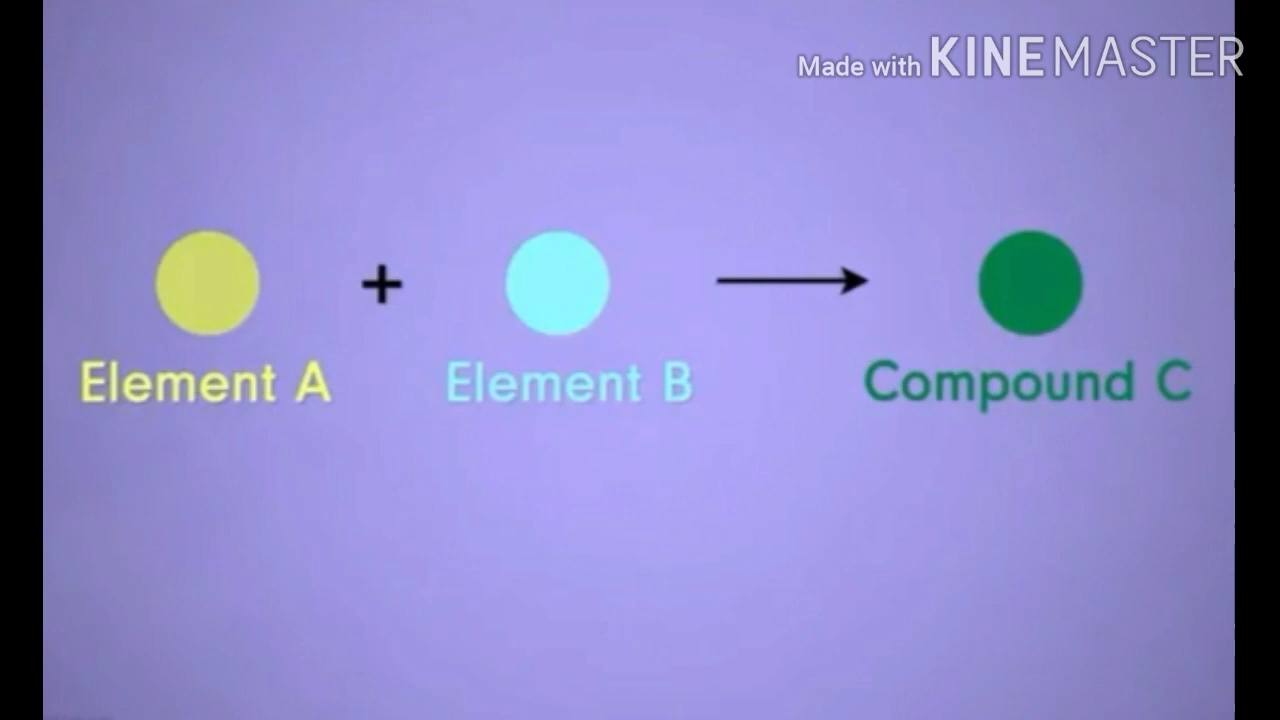 Made with KINEMASTER
+
Element A
Element B
Compound C